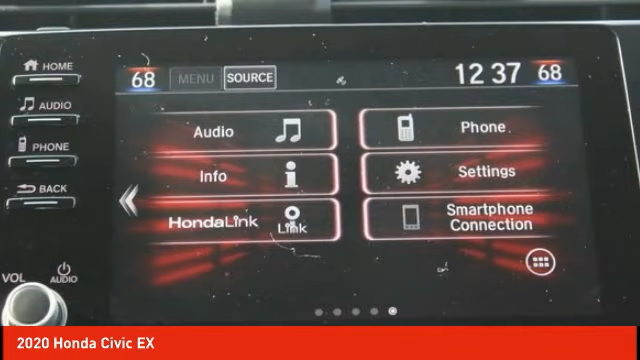 HOME
68
MENU
SOURCE
12 37
68
AUDIO
Audio
Phone
PHONE
Info
Settings
BACK
HondaLink
Link
Smartphone
Connection
VOL
AUDIO
2020 Honda Civic EX